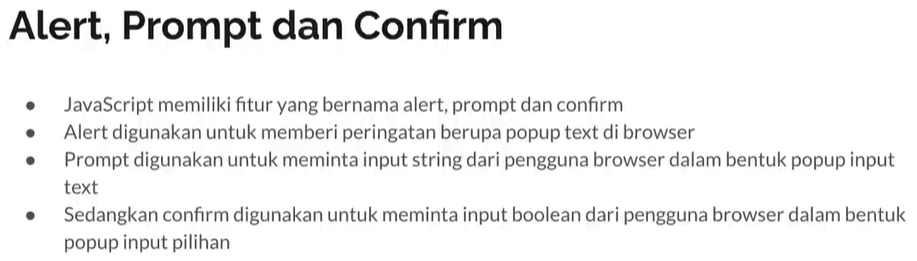 Alert, Prompt dan Confirm
● JavaScript memiliki fitur yang bernama alert, prompt dan confirm
● Alert digunakan untuk memberi peringatan berupa popup text di browser
● Prompt digunakan untuk meminta input string dari pengguna browser dalam bentuk popup input
text
● Sedangkan confirm digunakan untuk meminta input boolean dari pengguna browser dalam bentuk
popup input pilihan